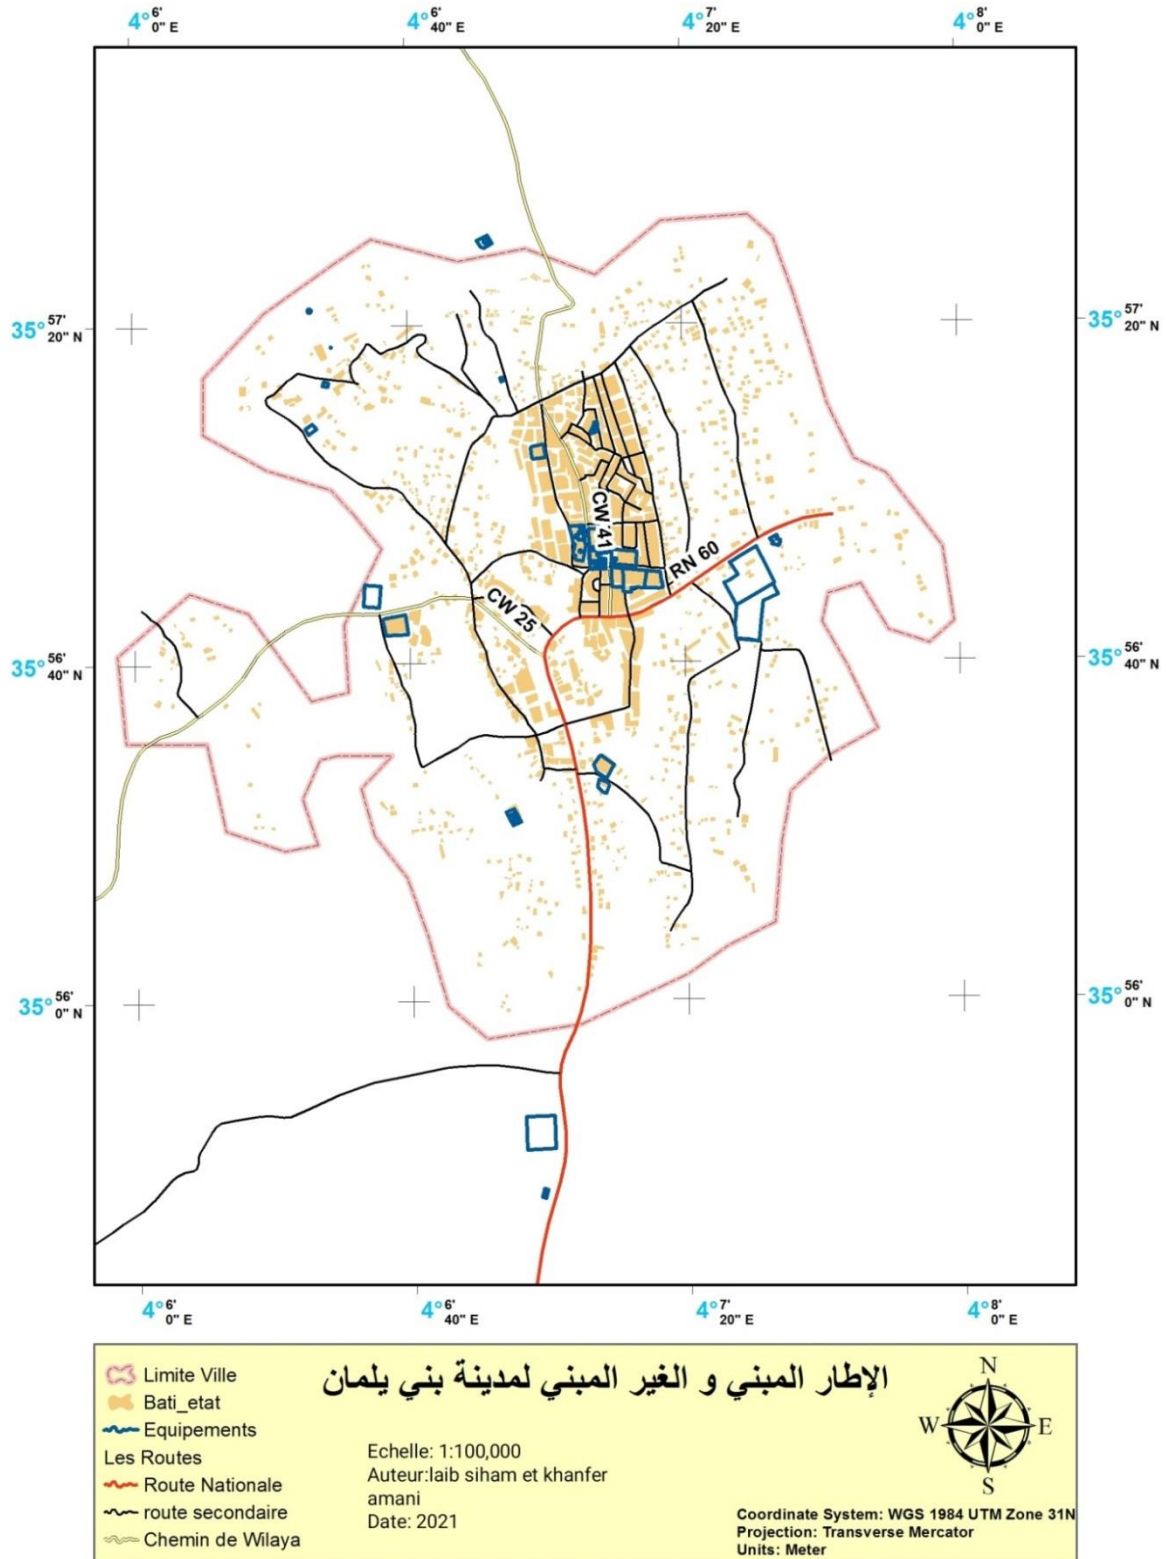 4° 6' 0" E
4° 6' 40" E
4° 7' 20" E
4° 8' 0" E
35° 57' 20" N
35° 57' 20" N
CW 41
RN 60
CW 25
35° 56' 40" N
35° 56' 40" N
35° 56' 0" N
35° 56' 0" N
4° 6' 0" E
4° 6' 40" E
4° 7' 20" E
4° 8' 0" E
الإطار المبني و الغير المبني لمدينة بني يلمان
Limite Ville
Bati_etat
Equipements
Les Routes
Route Nationale
route secondaire
Chemin de Wilaya
Echelle: 1:100,000
Auteur:laib siham et khanfer
amani
Date: 2021
N
W
E
S
Coordinate System: WGS 1984 UTM Zone 31N
Projection: Transverse Mercator
Units: Meter